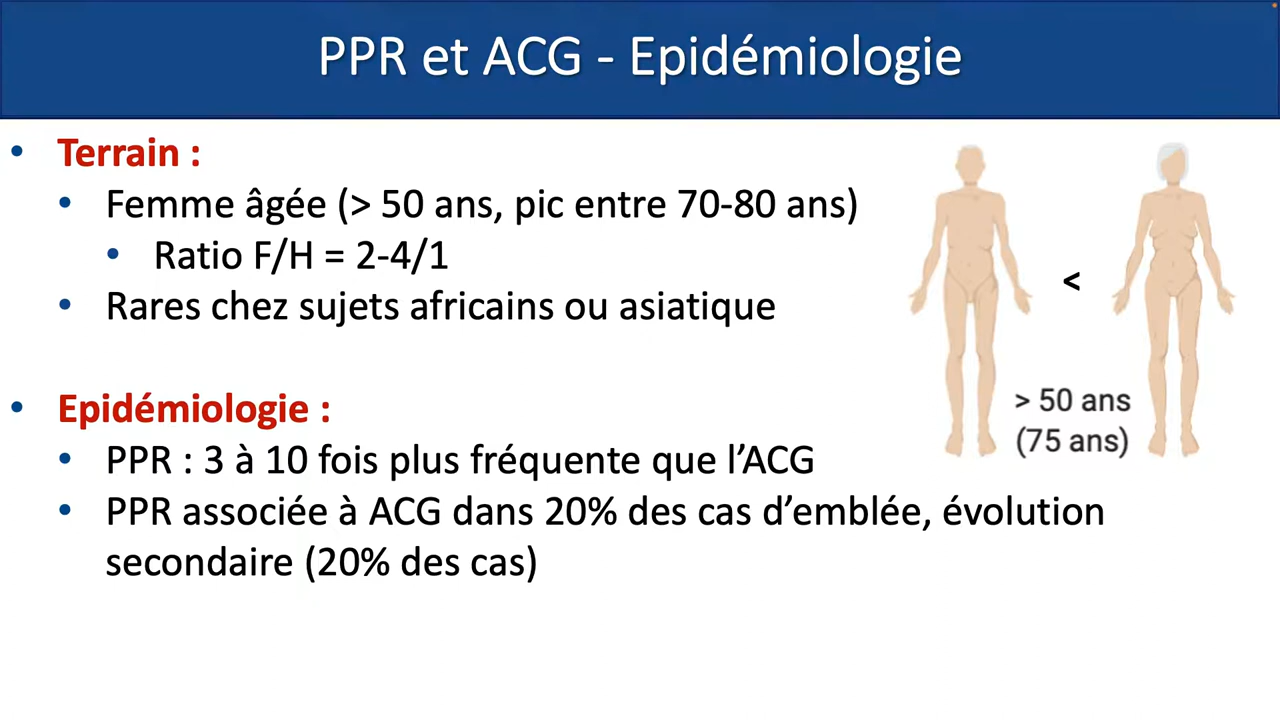 PPR et ACG - Epidémiologie
• Terrain :
• Femme âgée (> 50 ans, pic entre 70-80 ans)
• Ratio F/H = 2-4/1
• Rares chez sujets africains ou asiatique
<
> 50 ans
(75 ans)
• Epidémiologie :
• PPR : 3 à 10 fois plus fréquente que l’ACG
• PPR associée à ACG dans 20% des cas d’emblée, évolution
secondaire (20% des cas)